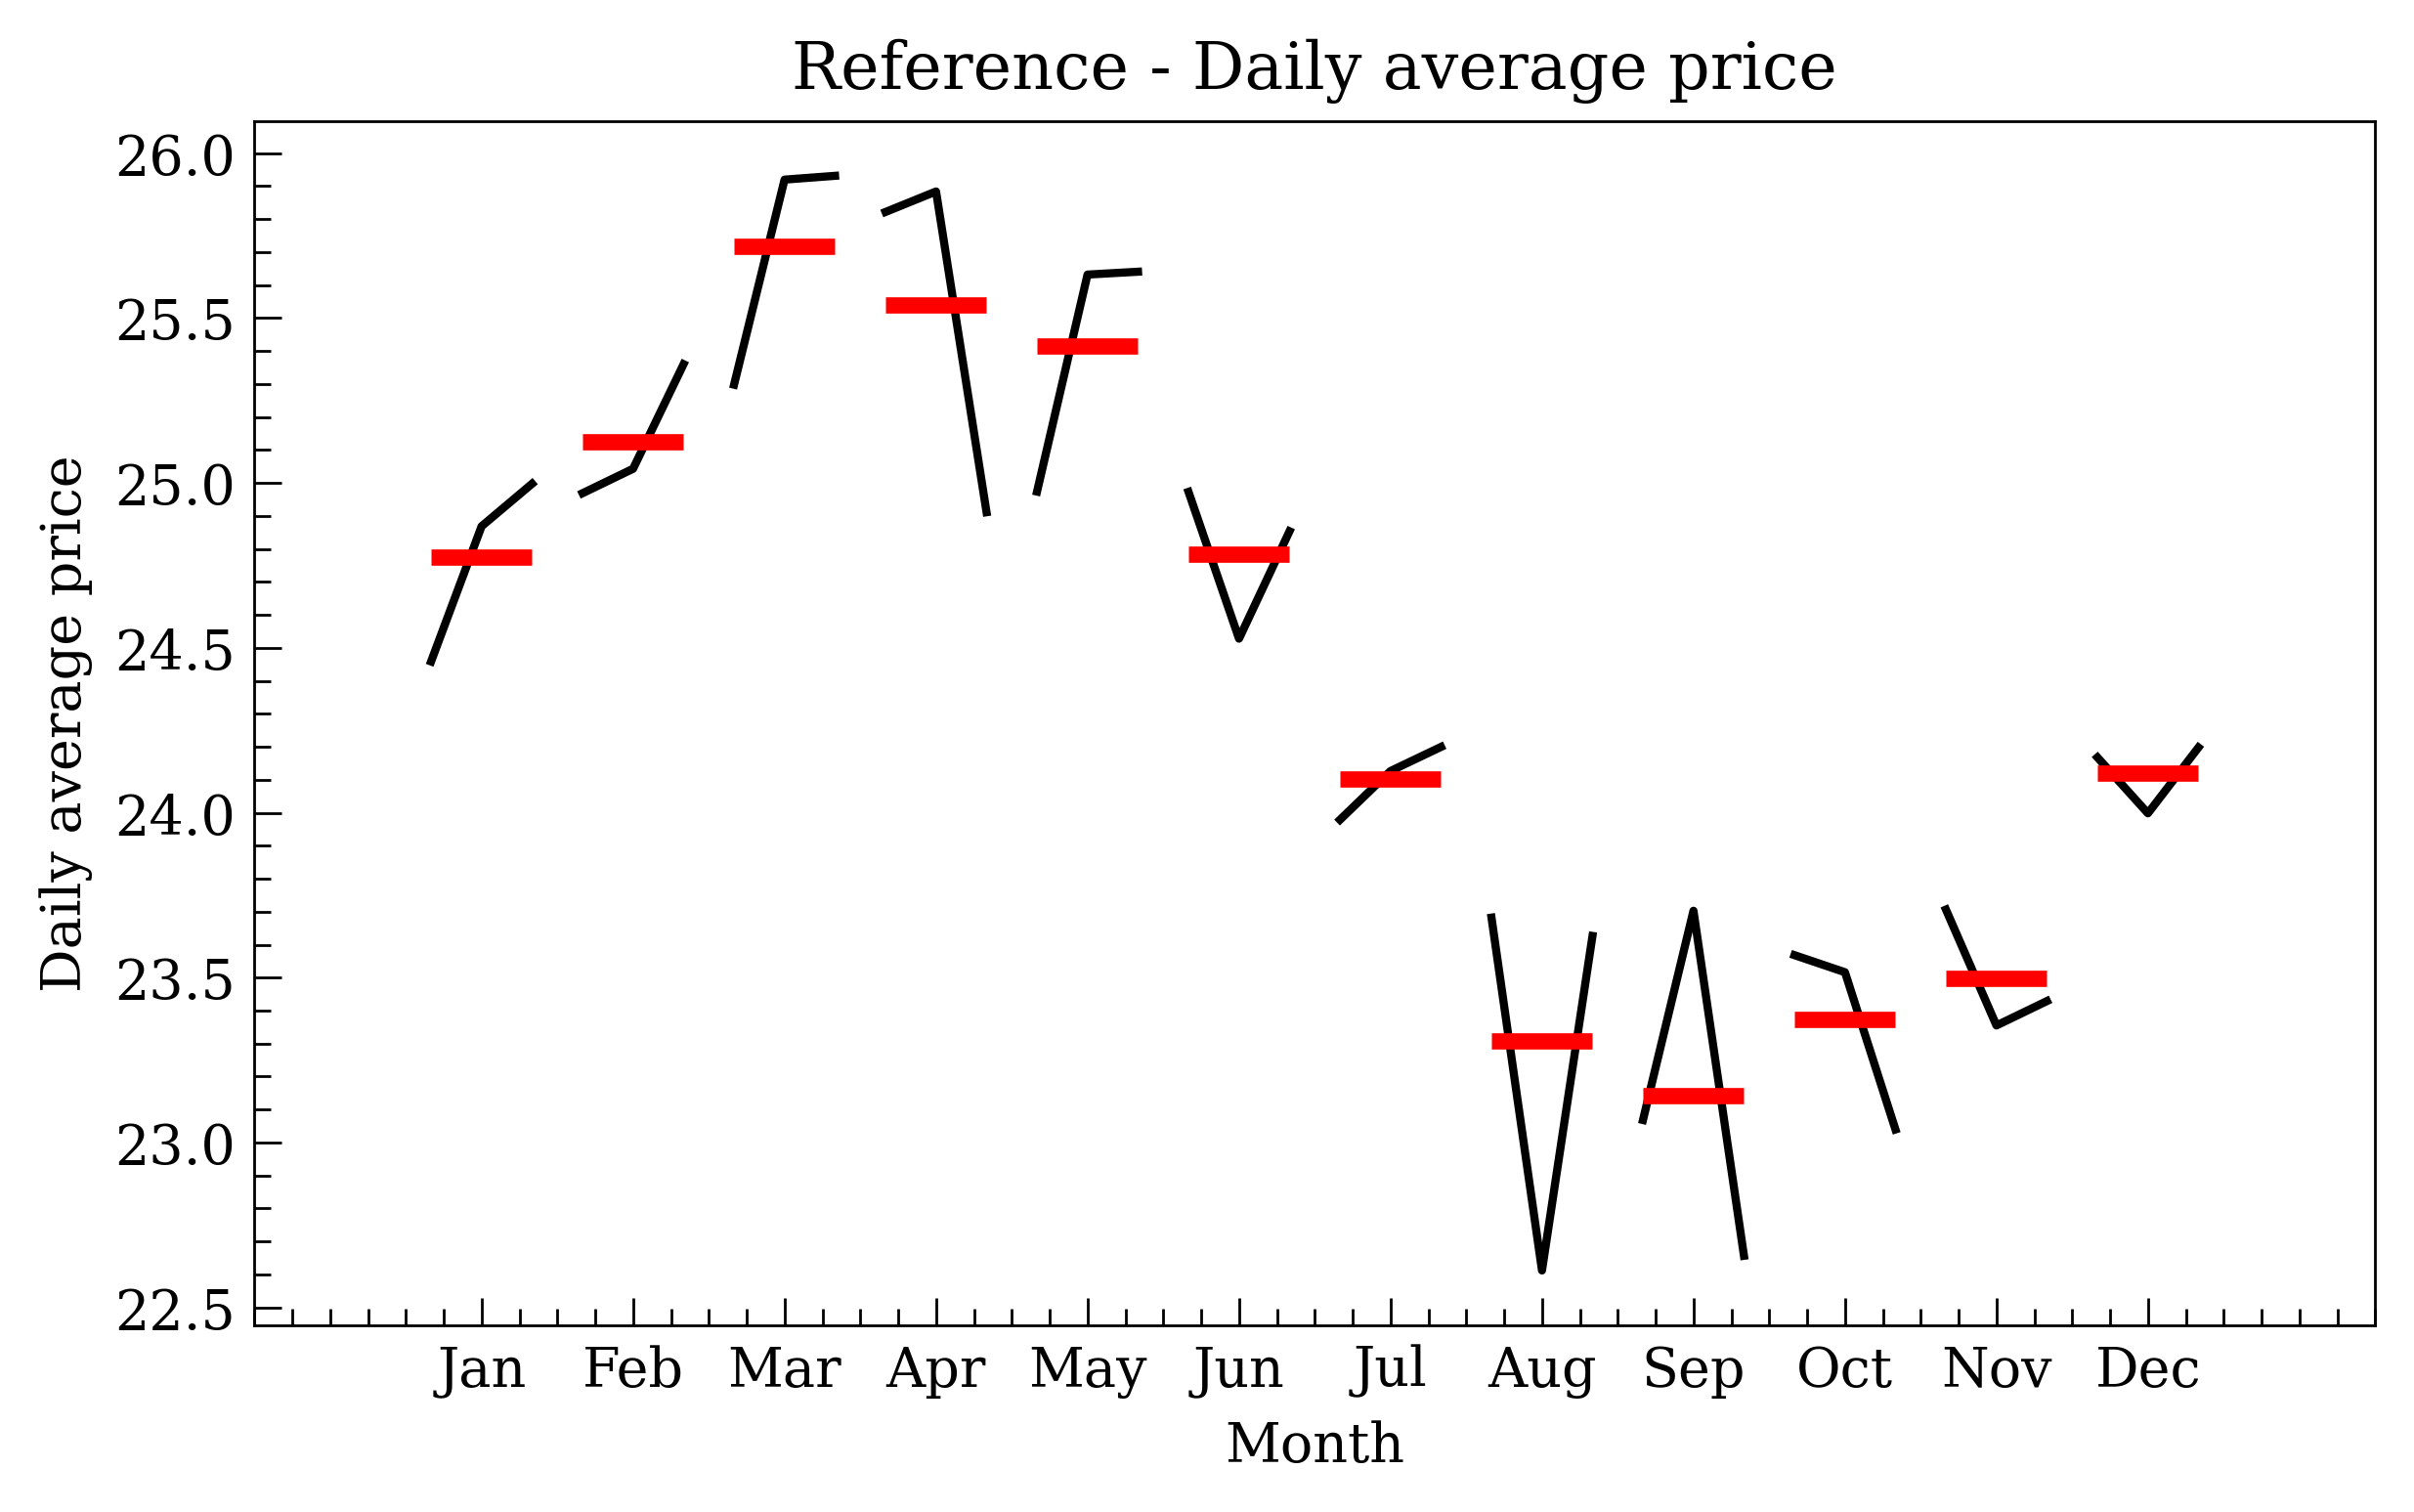 Reference - Daily average price
26.0
25.5
25.0
24.5
24.0
23.5
23.0
22.5
Daily average price
Jan Feb Mar Apr May Jun Jul Aug Sep Oct Nov Dec
Month